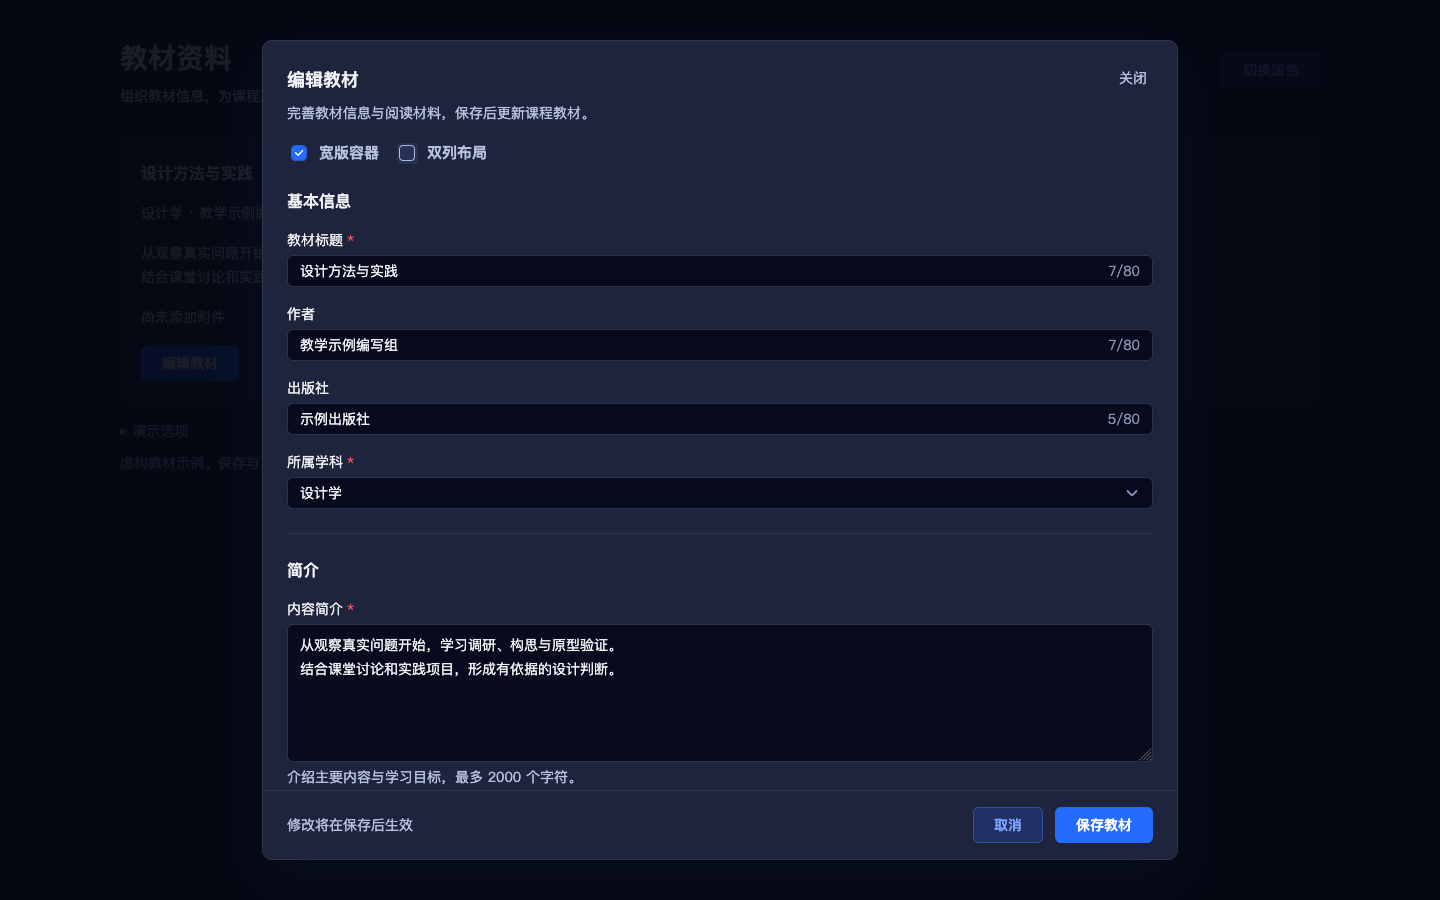 教材资料
切换浅色
组织教材信息，为课程
设计方法与实践
设计学 · 教学示例编
从观察真实问题开始
结合课堂讨论和实践
尚未添加附件
编辑教材
▸ 演示选项
虚构教材示例。保存与
编辑教材
关闭
完善教材信息与阅读材料，保存后更新课程教材。
宽版容器 双列布局
基本信息
教材标题 *
设计方法与实践 7/80
作者
教学示例编写组 7/80
出版社
示例出版社 5/80
所属学科 *
设计学
简介
内容简介 *
从观察真实问题开始，学习调研、构思与原型验证。
结合课堂讨论和实践项目，形成有依据的设计判断。
介绍主要内容与学习目标，最多 2000 个字符。
修改将在保存后生效
取消 保存教材